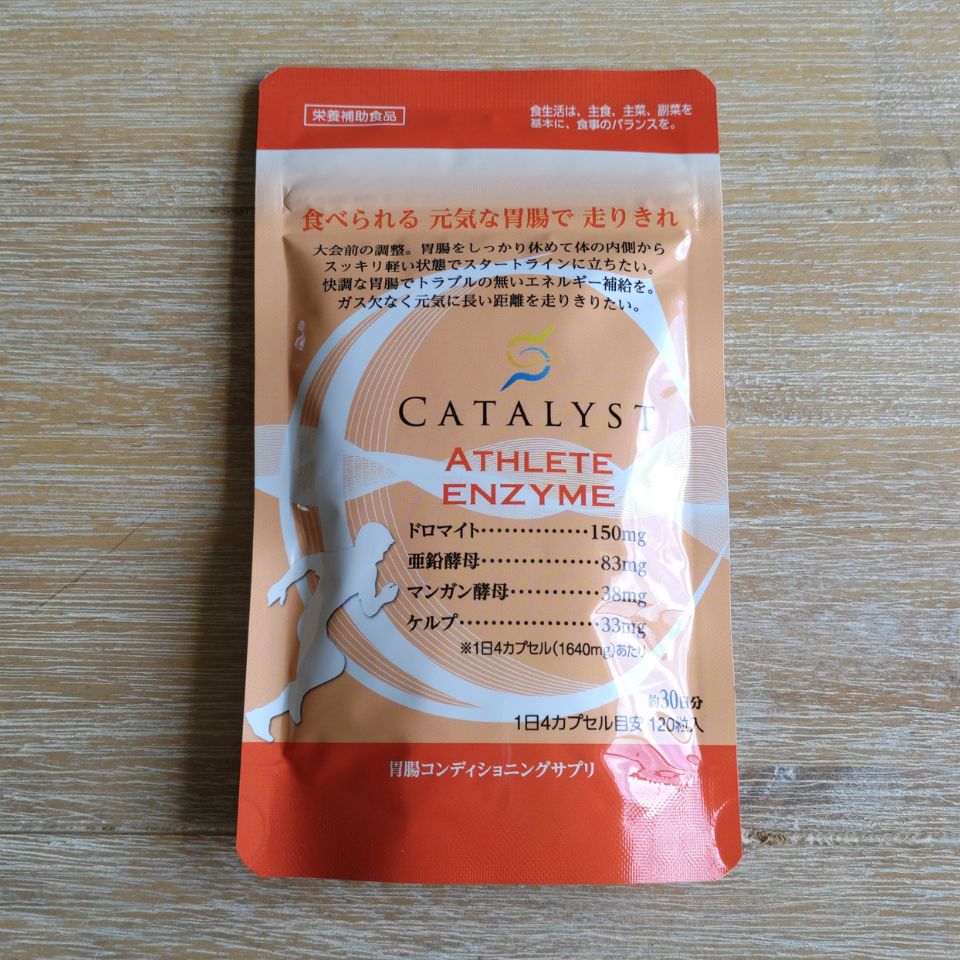 栄養補助食品
食生活は、主食、主菜、副菜を
基本に、食事のバランスを。
食べられる 元気な胃腸で 走りきれ
大会前の調整。胃腸をしっかり休めて体の内側から
スッキリ軽い状態でスタートラインに立ちたい。
快調な胃腸でトラブルの無いエネルギー補給を。
ガス欠なく元気に長い距離を走りきりたい。
CATALYST
ATHLETE
ENZYME
ドロマイト･･････････････150mg
亜鉛酵母･･･････････････83mg
マンガン酵母････････････38mg
ケルプ･･････････････････33mg
※1日4カプセル(1640mg)あたり
約30日分
1日4カプセル目安 120粒入
胃腸コンディショニングサプリ